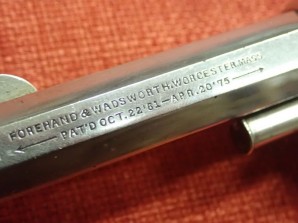 FOREHAND & WADSWORTH.WORCESTER.MASS
PAT'D OCT.22'61-APR.20'75